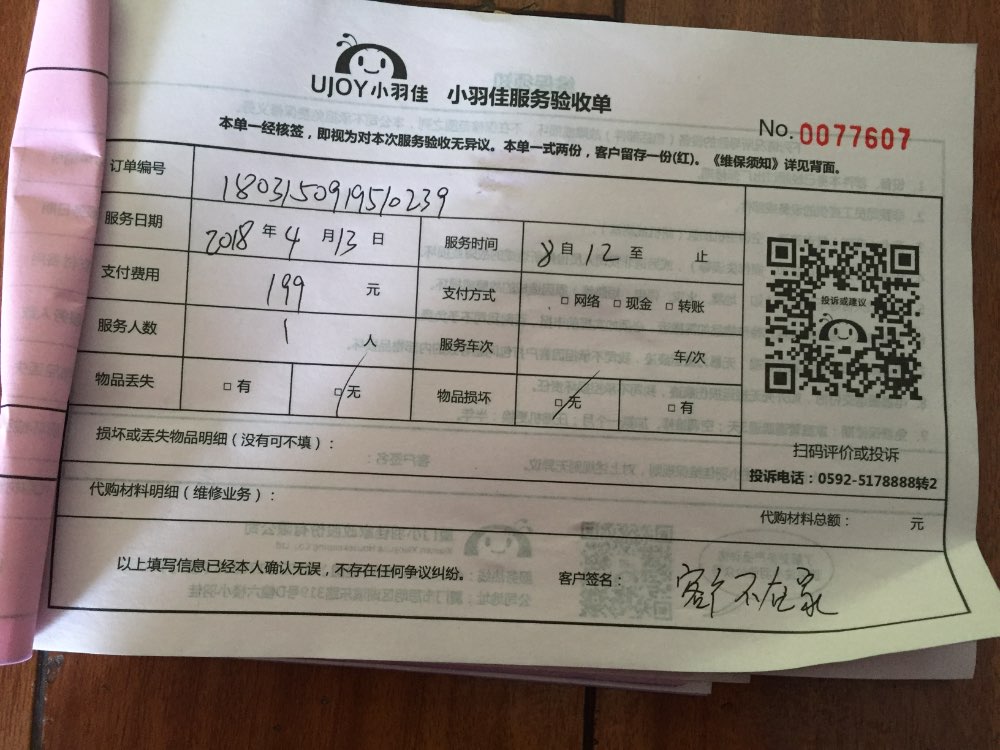 UJOY小羽佳 小羽佳服务验收单
No. 0077607
本单一经核签，即视为对本次服务验收无异议。本单一式两份，客户留存一份(红)。《维保须知》详见背面。
订单编号 1803150919510239
服务日期 2018 年 4 月 13 日 服务时间 8 自 12 至 止
支付费用 199 元 支付方式 □ 网络 □ 现金 □ 转账
服务人数 1 人 服务车次 车/次
物品丢失 □ 有 □ 无 物品损坏 □ 无 □ 有
投诉或建议
扫码评价或投诉
投诉电话：0592-5178888转2
损坏或丢失物品明细（没有可不填）：
代购材料明细（维修业务）：
代购材料总额： 元
以上填写信息已经本人确认无误，不存在任何争议纠纷。 客户签名： 客户不在家